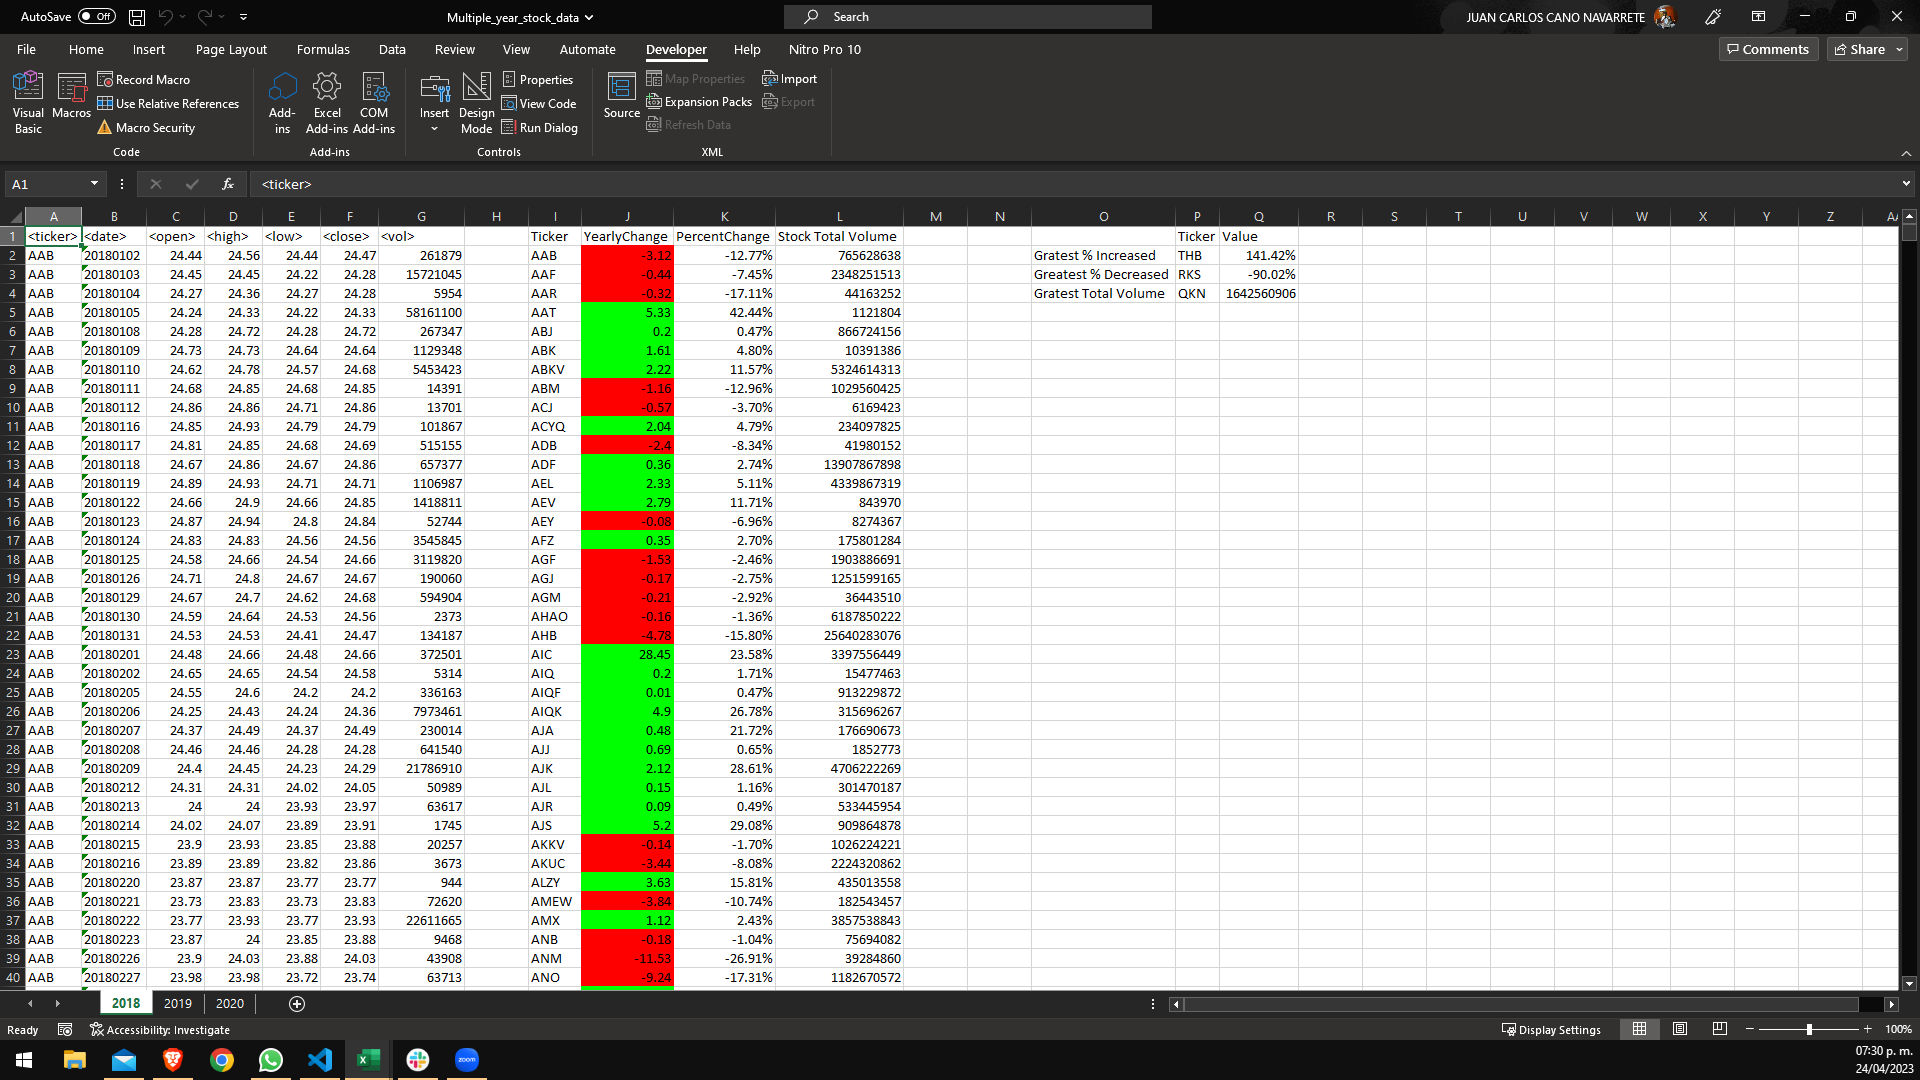 AutoSave Off Multiple_year_stock_data Search JUAN CARLOS CANO NAVARRETE
File Home Insert Page Layout Formulas Data Review View Automate Developer Help Nitro Pro 10 Comments Share
Visual Basic Macros Record Macro Use Relative References Macro Security Add-ins Excel Add-ins COM Add-ins Insert Design Mode Properties View Code Run Dialog Source Map Properties Expansion Packs Refresh Data Import Export
Code Add-ins Controls XML
A1 fx <ticker>
A B C D E F G H I J K L M N O P Q R S T U V W X Y Z AA
1 <ticker> <date> <open> <high> <low> <close> <vol> Ticker YearlyChange PercentChange Stock Total Volume Ticker Value
2 AAB 20180102 24.44 24.56 24.44 24.47 261879 AAB -3.12 -12.77% 765628638 Gratest % Increased THB 141.42%
3 AAB 20180103 24.45 24.45 24.22 24.28 15721045 AAF -0.44 -7.45% 2348251513 Greatest % Decreased RKS -90.02%
4 AAB 20180104 24.27 24.36 24.27 24.28 5954 AAR -0.32 -17.11% 44163252 Gratest Total Volume QKN 1642560906
5 AAB 20180105 24.24 24.33 24.22 24.33 58161100 AAT 5.33 42.44% 1121804
6 AAB 20180108 24.28 24.72 24.28 24.72 267347 ABJ 0.2 0.47% 866724156
7 AAB 20180109 24.73 24.73 24.64 24.64 1129348 ABK 1.61 4.80% 10391386
8 AAB 20180110 24.62 24.78 24.57 24.68 5453423 ABKV 2.22 11.57% 5324614313
9 AAB 20180111 24.68 24.85 24.68 24.85 14391 ABM -1.16 -12.96% 1029560425
10 AAB 20180112 24.86 24.86 24.71 24.86 13701 ACJ -0.57 -3.70% 6169423
11 AAB 20180116 24.85 24.93 24.79 24.79 101867 ACYQ 2.04 4.79% 234097825
12 AAB 20180117 24.81 24.85 24.68 24.69 515155 ADB -2.4 -8.34% 41980152
13 AAB 20180118 24.67 24.86 24.67 24.86 657377 ADF 0.36 2.74% 13907867898
14 AAB 20180119 24.89 24.93 24.71 24.71 1106987 AEL 2.33 5.11% 4339867319
15 AAB 20180122 24.66 24.9 24.66 24.85 1418811 AEV 2.79 11.71% 843970
16 AAB 20180123 24.87 24.94 24.8 24.84 52744 AEY -0.08 -6.96% 8274367
17 AAB 20180124 24.83 24.83 24.56 24.56 3545845 AFZ 0.35 2.70% 175801284
18 AAB 20180125 24.58 24.66 24.54 24.66 3119820 AGF -1.53 -2.46% 1903886691
19 AAB 20180126 24.71 24.8 24.67 24.67 190060 AGJ -0.17 -2.75% 1251599165
20 AAB 20180129 24.67 24.7 24.62 24.68 594904 AGM -0.21 -2.92% 36443510
21 AAB 20180130 24.59 24.64 24.53 24.56 2373 AHAO -0.16 -1.36% 6187850222
22 AAB 20180131 24.53 24.53 24.41 24.47 134187 AHB -4.78 -15.80% 25640283076
23 AAB 20180201 24.48 24.66 24.48 24.66 372501 AIC 28.45 23.58% 3397556449
24 AAB 20180202 24.65 24.65 24.54 24.58 5314 AIQ 0.2 1.71% 15477463
25 AAB 20180205 24.55 24.6 24.2 24.2 336163 AIQF 0.01 0.47% 913229872
26 AAB 20180206 24.25 24.43 24.24 24.36 7973461 AIQK 4.9 26.78% 315696267
27 AAB 20180207 24.37 24.49 24.37 24.49 230014 AJA 0.48 21.72% 176690673
28 AAB 20180208 24.46 24.46 24.28 24.28 641540 AJJ 0.69 0.65% 1852773
29 AAB 20180209 24.4 24.45 24.23 24.29 21786910 AJK 2.12 28.61% 4706222269
30 AAB 20180212 24.31 24.31 24.02 24.05 50989 AJL 0.15 1.16% 301470187
31 AAB 20180213 24 24 23.93 23.97 63617 AJR 0.09 0.49% 533445954
32 AAB 20180214 24.02 24.07 23.89 23.91 1745 AJS 5.2 29.08% 909864878
33 AAB 20180215 23.9 23.93 23.85 23.88 20257 AKKV -0.14 -1.70% 1026224221
34 AAB 20180216 23.89 23.89 23.82 23.86 3673 AKUC -3.44 -8.08% 2224320862
35 AAB 20180220 23.87 23.87 23.77 23.77 944 ALZY 3.63 15.81% 435013558
36 AAB 20180221 23.73 23.83 23.73 23.83 72620 AMEW -3.84 -10.74% 182543457
37 AAB 20180222 23.77 23.93 23.77 23.93 22611665 AMX 1.12 2.43% 3857538843
38 AAB 20180223 23.87 24 23.85 23.88 9468 ANB -0.18 -1.04% 75694082
39 AAB 20180226 23.9 24.03 23.88 24.03 43908 ANM -11.53 -26.91% 39284860
40 AAB 20180227 23.98 23.98 23.72 23.74 63713 ANO -9.24 -17.31% 1182670572
2018 2019 2020
Ready Accessibility: Investigate Display Settings 100%
zoom
07:30 p. m.
24/04/2023